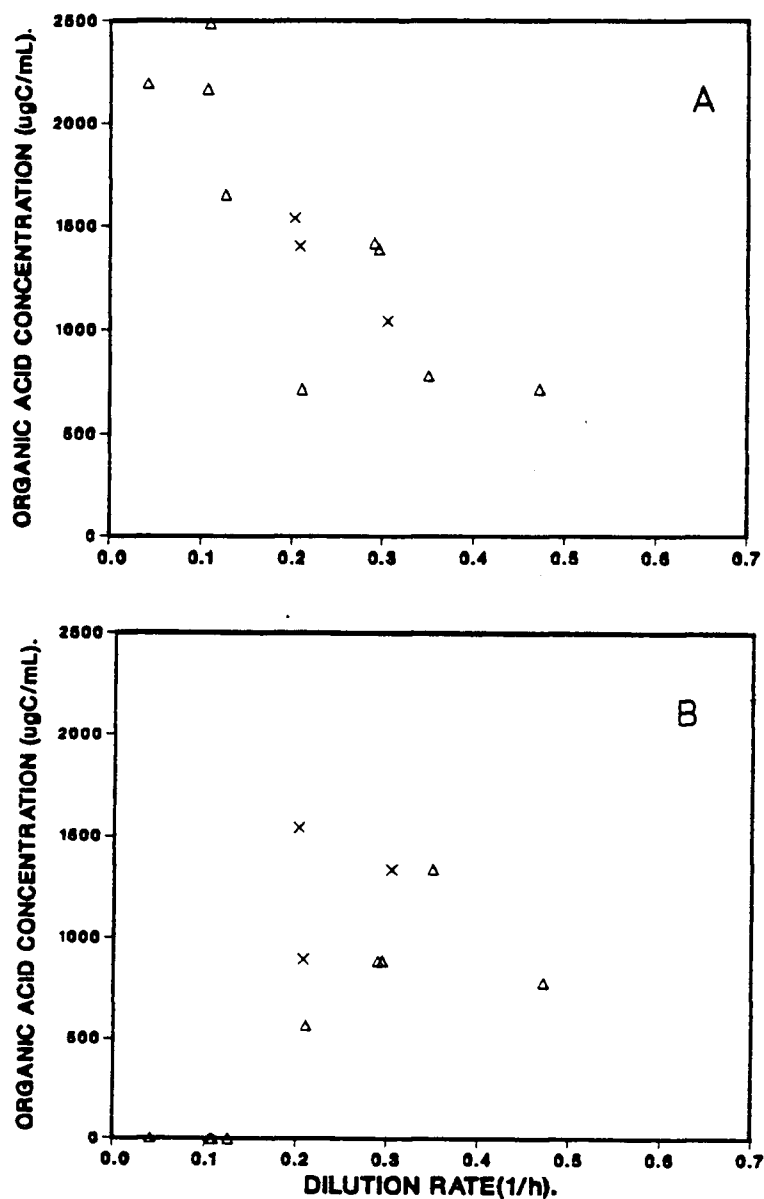 ORGANIC ACID CONCENTRATION (ugC/mL).
2500
2000
1500
1000
500
0
0.0 0.1 0.2 0.3 0.4 0.5 0.6 0.7
A
ORGANIC ACID CONCENTRATION (ugC/mL).
2500
2000
1500
1000
500
0
0.0 0.1 0.2 0.3 0.4 0.5 0.6 0.7
B
DILUTION RATE(1/h).